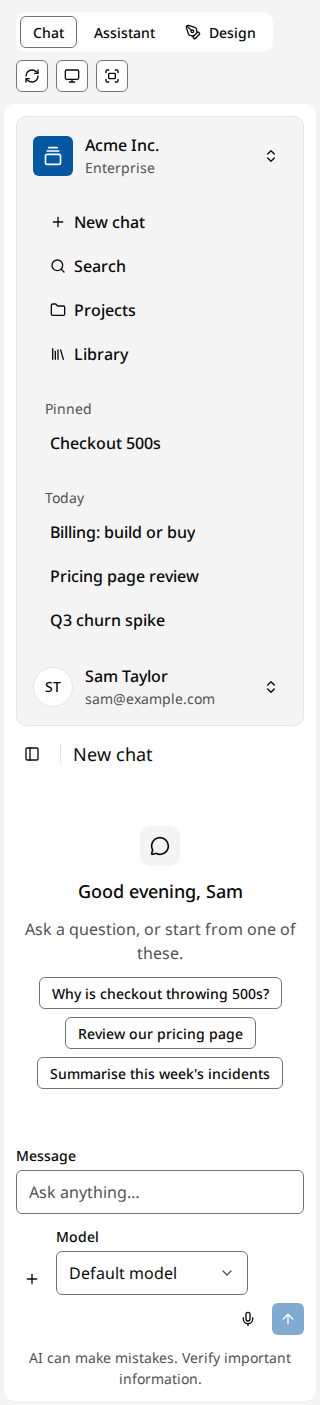 Chat
Assistant
Design
Acme Inc.
Enterprise
New chat
Search
Projects
Library
Pinned
Checkout 500s
Today
Billing: build or buy
Pricing page review
Q3 churn spike
ST
Sam Taylor
sam@example.com
New chat
Good evening, Sam
Ask a question, or start from one of
these.
Why is checkout throwing 500s?
Review our pricing page
Summarise this week's incidents
Message
Ask anything...
Model
Default model
AI can make mistakes. Verify important
information.